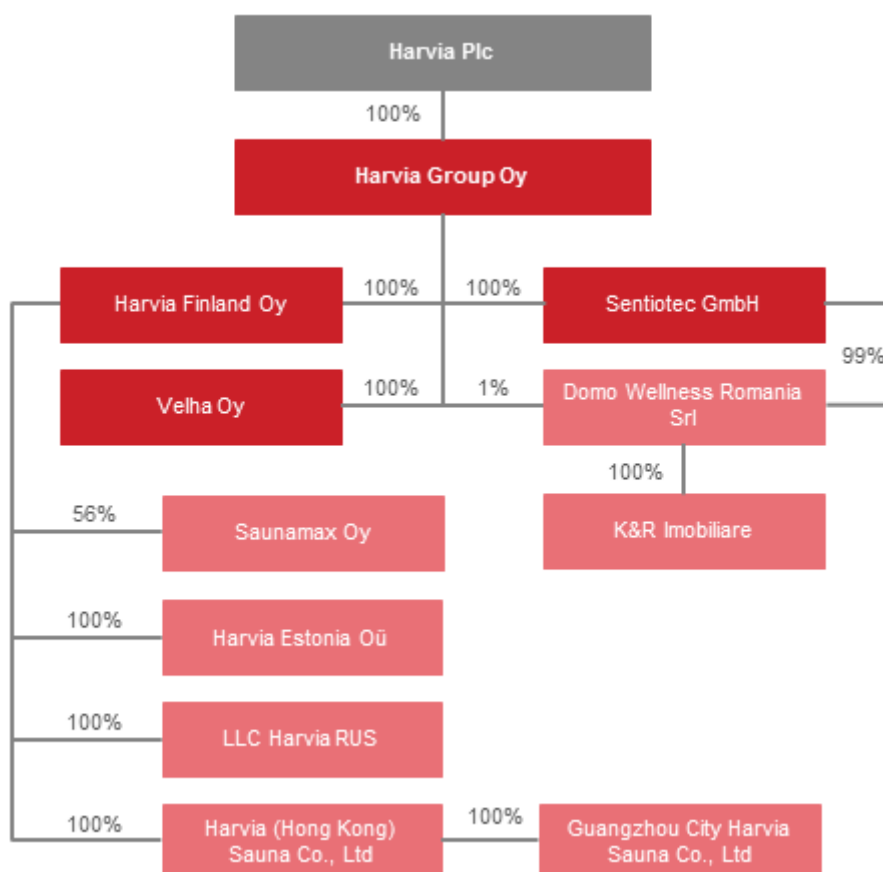 Harvia Plc
100%
Harvia Group Oy
Harvia Finland Oy
100%
100%
Sentiotec GmbH
99%
Velha Oy
100%
1%
Domo Wellness Romania
Srl
100%
56%
Saunamax Oy
K&R Imobiliare
100%
Harvia Estonia Oü
100%
LLC Harvia RUS
100%
Harvia (Hong Kong)
Sauna Co., Ltd
100%
Guangzhou City Harvia
Sauna Co., Ltd